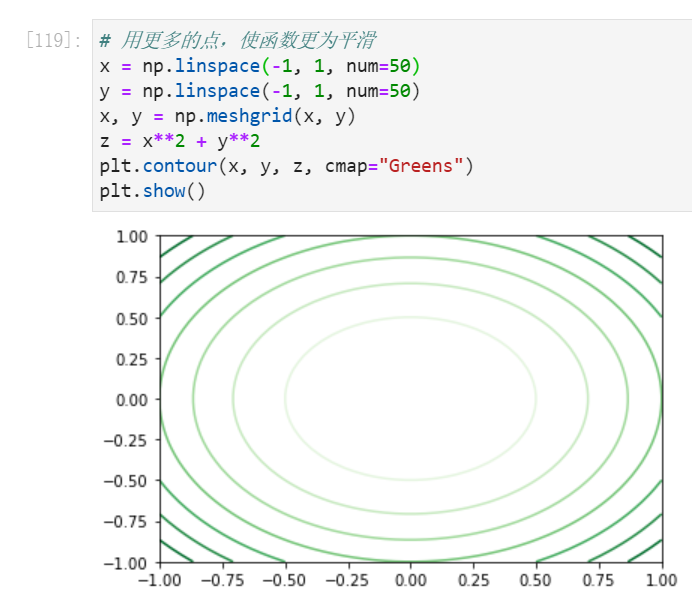 [119]: # 用更多的点，使函数更为平滑
x = np.linspace(-1, 1, num=50)
y = np.linspace(-1, 1, num=50)
x, y = np.meshgrid(x, y)
z = x**2 + y**2
plt.contour(x, y, z, cmap="Greens")
plt.show()
1.00
0.75
0.50
0.25
0.00
−0.25
−0.50
−0.75
−1.00
−1.00 −0.75 −0.50 −0.25 0.00 0.25 0.50 0.75 1.00